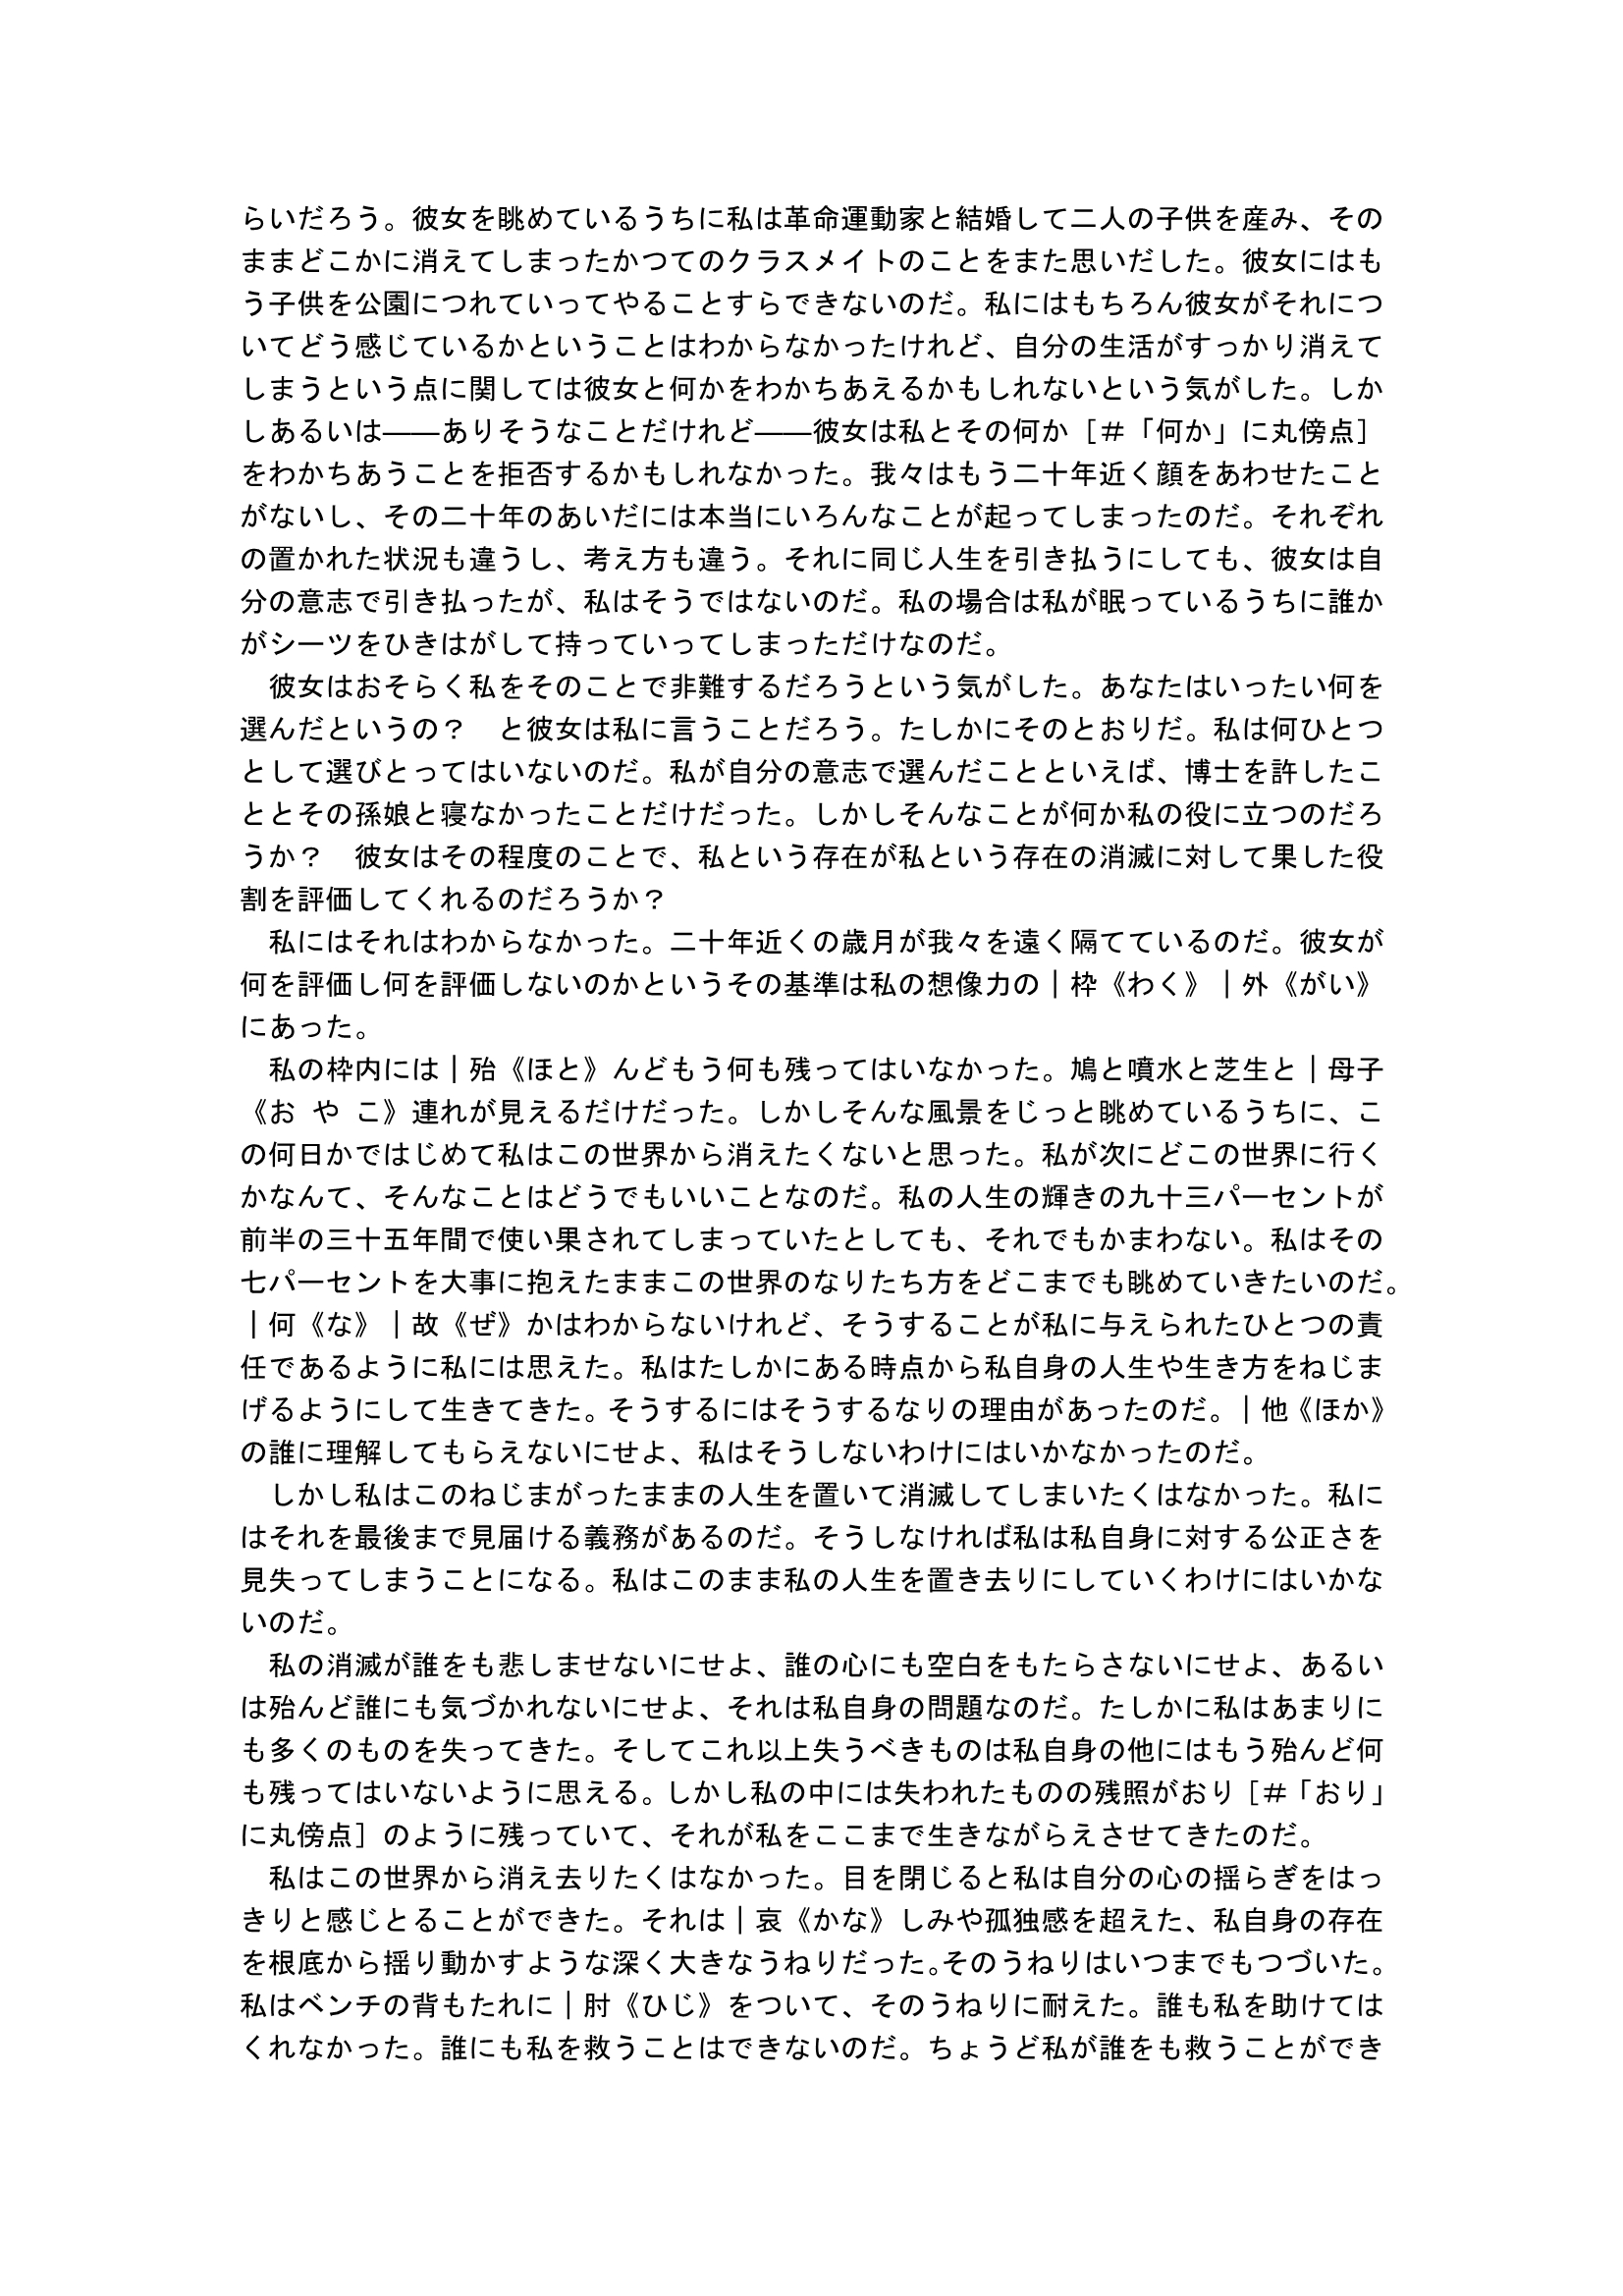 らいだろう。彼女を眺めているうちに私は革命運動家と結婚して二人の子供を産み、その
ままどこかに消えてしまったかつてのクラスメイトのことをまた思いだした。彼女にはも
う子供を公園につれていってやることすらできないのだ。私にはもちろん彼女がそれにつ
いてどう感じているかということはわからなかったけれど、自分の生活がすっかり消えて
しまうという点に関しては彼女と何かをわかちあえるかもしれないという気がした。しか
しあるいは――ありそうなことだけれど――彼女は私とその何か［＃「何か」に丸傍点］
をわかちあうことを拒否するかもしれなかった。我々はもう二十年近く顔をあわせたこと
がないし、その二十年のあいだには本当にいろんなことが起ってしまったのだ。それぞれ
の置かれた状況も違うし、考え方も違う。それに同じ人生を引き払うにしても、彼女は自
分の意志で引き払ったが、私はそうではないのだ。私の場合は私が眠っているうちに誰か
がシーツをひきはがして持っていってしまっただけなのだ。
　彼女はおそらく私をそのことで非難するだろうという気がした。あなたはいったい何を
選んだというの？　と彼女は私に言うことだろう。たしかにそのとおりだ。私は何ひとつ
として選びとってはいないのだ。私が自分の意志で選んだことといえば、博士を許したこ
ととその孫娘と寝なかったことだけだった。しかしそんなことが何か私の役に立つのだろ
うか？　彼女はその程度のことで、私という存在が私という存在の消滅に対して果した役
割を評価してくれるのだろうか？
　私にはそれはわからなかった。二十年近くの歳月が我々を遠く隔てているのだ。彼女が
何を評価し何を評価しないのかというその基準は私の想像力の｜枠《わく》｜外《がい》
にあった。
　私の枠内には｜殆《ほと》んどもう何も残ってはいなかった。鳩と噴水と芝生と｜母子
《お や こ》連れが見えるだけだった。しかしそんな風景をじっと眺めているうちに、こ
の何日かではじめて私はこの世界から消えたくないと思った。私が次にどこの世界に行く
かなんて、そんなことはどうでもいいことなのだ。私の人生の輝きの九十三パーセントが
前半の三十五年間で使い果されてしまっていたとしても、それでもかまわない。私はその
七パーセントを大事に抱えたままこの世界のなりたち方をどこまでも眺めていきたいのだ。
｜何《な》｜故《ぜ》かはわからないけれど、そうすることが私に与えられたひとつの責
任であるように私には思えた。私はたしかにある時点から私自身の人生や生き方をねじま
げるようにして生きてきた。そうするにはそうするなりの理由があったのだ。｜他《ほか》
の誰に理解してもらえないにせよ、私はそうしないわけにはいかなかったのだ。
　しかし私はこのねじまがったままの人生を置いて消滅してしまいたくはなかった。私に
はそれを最後まで見届ける義務があるのだ。そうしなければ私は私自身に対する公正さを
見失ってしまうことになる。私はこのまま私の人生を置き去りにしていくわけにはいかな
いのだ。
　私の消滅が誰をも悲しませないにせよ、誰の心にも空白をもたらさないにせよ、あるい
は殆んど誰にも気づかれないにせよ、それは私自身の問題なのだ。たしかに私はあまりに
も多くのものを失ってきた。そしてこれ以上失うべきものは私自身の他にはもう殆んど何
も残ってはいないように思える。しかし私の中には失われたものの残照がおり［＃「おり」
に丸傍点］のように残っていて、それが私をここまで生きながらえさせてきたのだ。
　私はこの世界から消え去りたくはなかった。目を閉じると私は自分の心の揺らぎをはっ
きりと感じとることができた。それは｜哀《かな》しみや孤独感を超えた、私自身の存在
を根底から揺り動かすような深く大きなうねりだった。そのうねりはいつまでもつづいた。
私はベンチの背もたれに｜肘《ひじ》をついて、そのうねりに耐えた。誰も私を助けては
くれなかった。誰にも私を救うことはできないのだ。ちょうど私が誰をも救うことができ